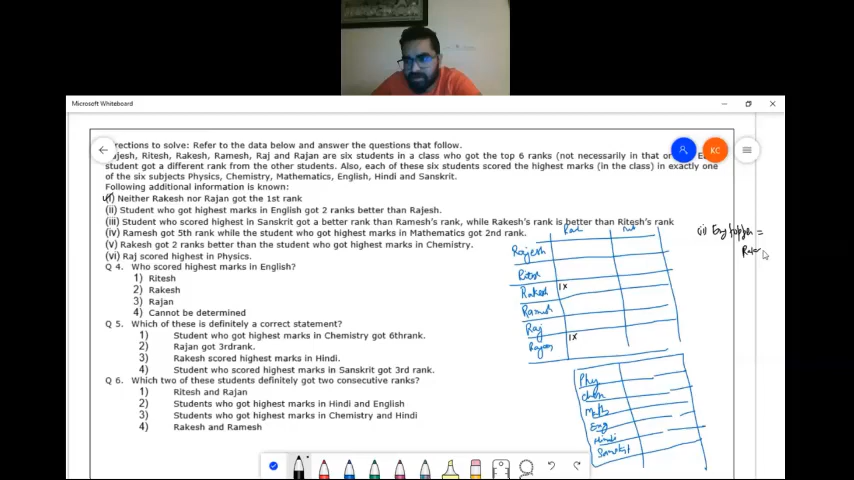 Microsoft Whiteboard
rections to solve: Refer to the data below and answer the questions that follow.
jesh, Ritesh, Rakesh, Ramesh, Raj and Rajan are six students in a class who got the top 6 ranks (not necessarily in that or
student got a different rank from the other students. Also, each of these six students scored the highest marks (in the class) in exactly one
of the six subjects Physics, Chemistry, Mathematics, English, Hindi and Sanskrit.
Following additional information is known:
(i) Neither Rakesh nor Rajan got the 1st rank
(ii) Student who got highest marks in English got 2 ranks better than Rajesh.
(iii) Student who scored highest in Sanskrit got a better rank than Ramesh's rank, while Rakesh's rank is better than Ritesh's rank
(iv) Ramesh got 5th rank while the student who got highest marks in Mathematics got 2nd rank.
(v) Rakesh got 2 ranks better than the student who got highest marks in Chemistry.
(vi) Raj scored highest in Physics.
Q 4. Who scored highest marks in English?
1) Ritesh
2) Rakesh
3) Rajan
4) Cannot be determined
Q 5. Which of these is definitely a correct statement?
1) Student who got highest marks in Chemistry got 6thrank.
2) Rajan got 3rdrank.
3) Rakesh scored highest marks in Hindi.
4) Student who scored highest marks in Sanskrit got 3rd rank.
Q 6. Which two of these students definitely got two consecutive ranks?
1) Ritesh and Rajan
2) Students who got highest marks in Hindi and English
3) Students who got highest marks in Chemistry and Hindi
4) Rakesh and Ramesh
KC
Rajesh
Ritesh
Rakesh 1x
Ramesh
Raj
Rajan 1x
(ii) Eng topper =
Phy
Chem
Math
Eng
Hindi
Sanskrit